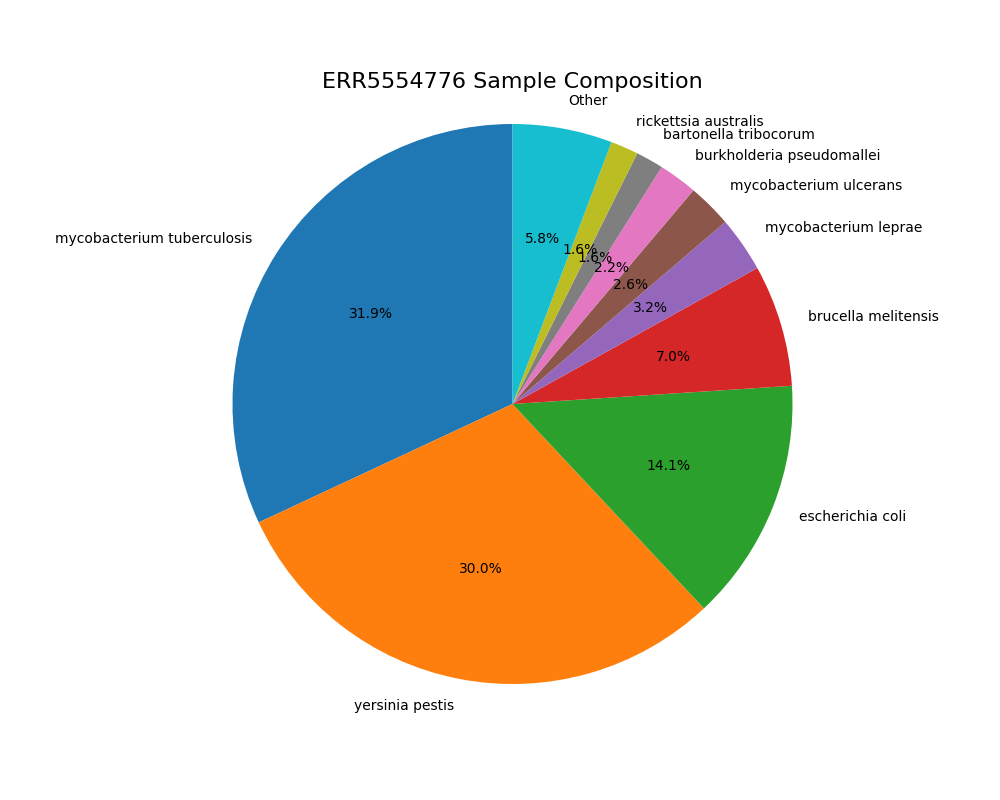 ERR5554776 Sample Composition
Other
rickettsia australis
bartonella tribocorum
burkholderia pseudomallei
mycobacterium ulcerans
mycobacterium leprae
mycobacterium tuberculosis
brucella melitensis
escherichia coli
yersinia pestis
5.8%
1.6%
1.6%
2.2%
2.6%
3.2%
31.9%
7.0%
14.1%
30.0%